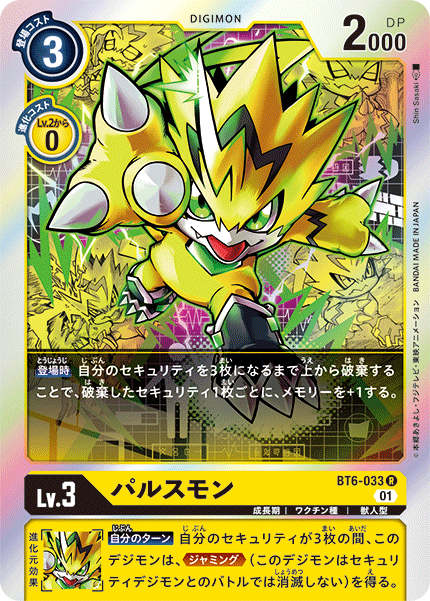 DIGIMON
登場コスト
3
DP
2000
進化コスト
Lv.2から
0
Shin Sasaki
BANDAI MADE IN JAPAN
©本郷あきよし・フジテレビ・東映アニメーション
登場時 自分のセキュリティを3枚になるまで上から破棄する
ことで、破棄したセキュリティ1枚ごとに、メモリーを+1する。
BT6-033 R
01
Lv.3
パルスモン
成長期 | ワクチン種 | 獣人型
進化元効果
自分のターン 自分のセキュリティが3枚の間、この
デジモンは、ジャミング(このデジモンはセキュリ
ティデジモンとのバトルでは消滅しない)を得る。